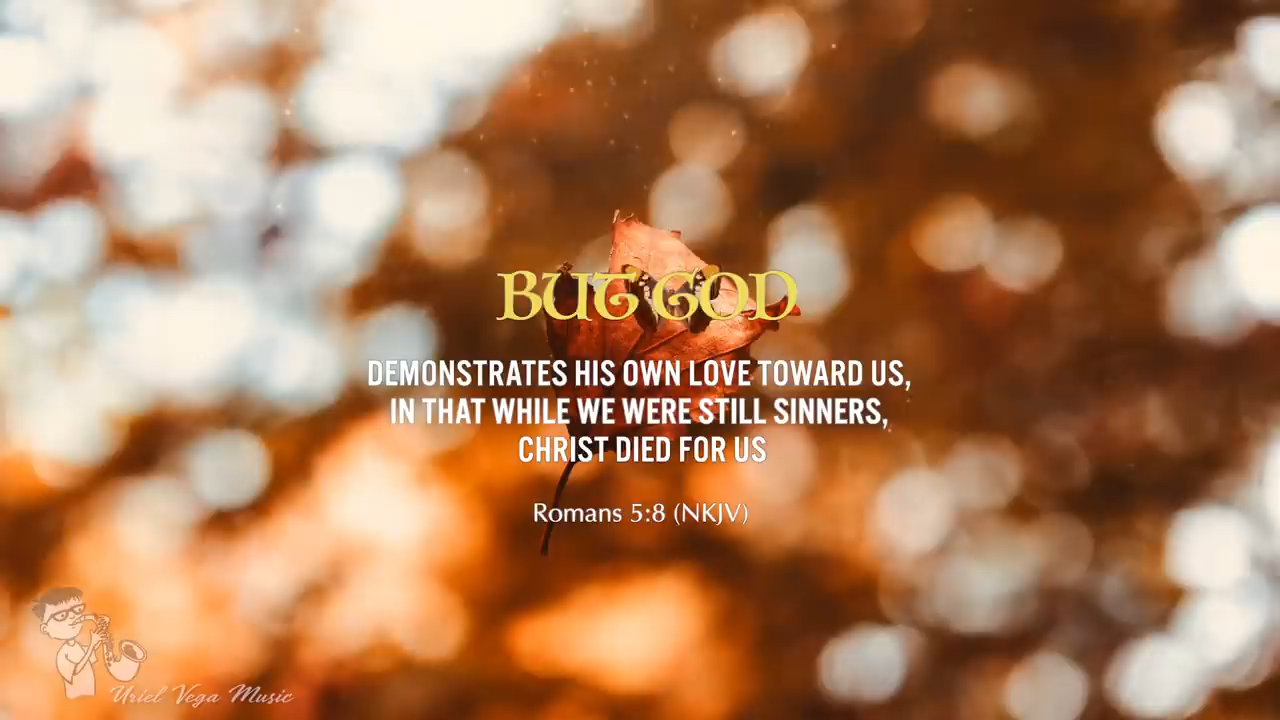 BUT GOD
DEMONSTRATES HIS OWN LOVE TOWARD US,
IN THAT WHILE WE WERE STILL SINNERS,
CHRIST DIED FOR US
Romans 5:8 (NKJV)
Uriel Vega Music